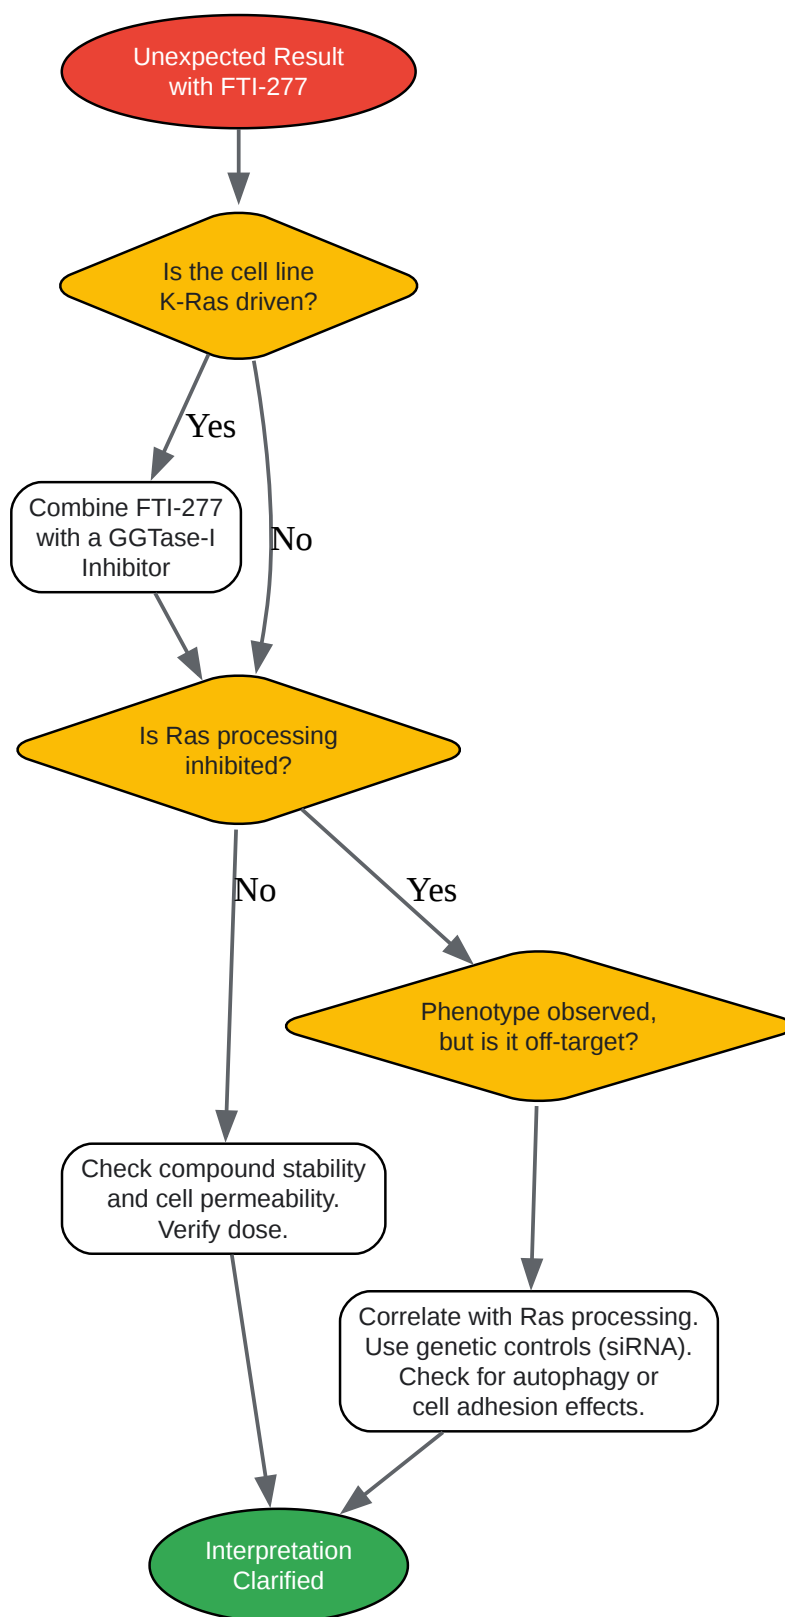 Unexpected Result
with FTI-277
Is the cell line
K-Ras driven?
Yes
Combine FTI-277
with a GGTase-I
Inhibitor
No
Is Ras processing
inhibited?
No
Yes
Phenotype observed,
but is it off-target?
Check compound stability
and cell permeability.
Verify dose.
Correlate with Ras processing.
Use genetic controls (siRNA).
Check for autophagy or
cell adhesion effects.
Interpretation
Clarified